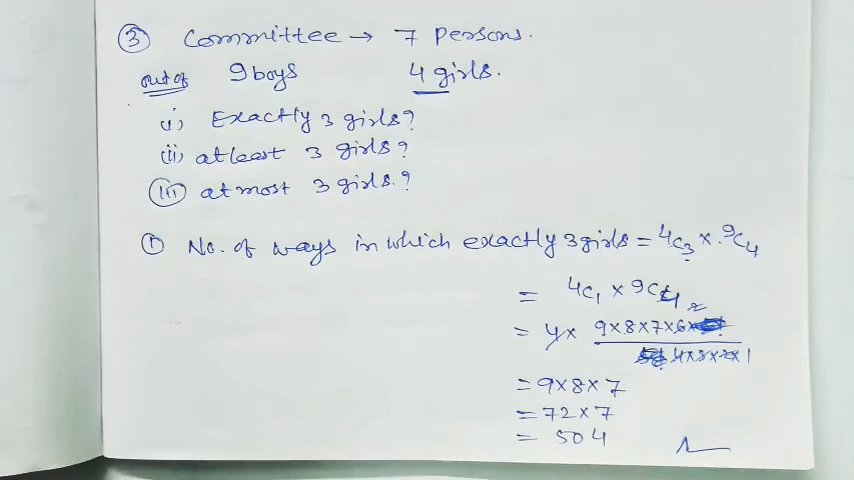 ③ Committee → 7 persons.
out of 9 boys 4 girls.
(i) Exactly 3 girls?
(ii) atleast 3 girls?
(iii) atmost 3 girls.?
① No. of ways in which exactly 3 girls = ⁴C₃ × ⁹C₄
= ⁴C₁ × ⁹C₄
= 4 × 9×8×7×6
4×3×2×1
= 9×8×7
= 72×7
= 504